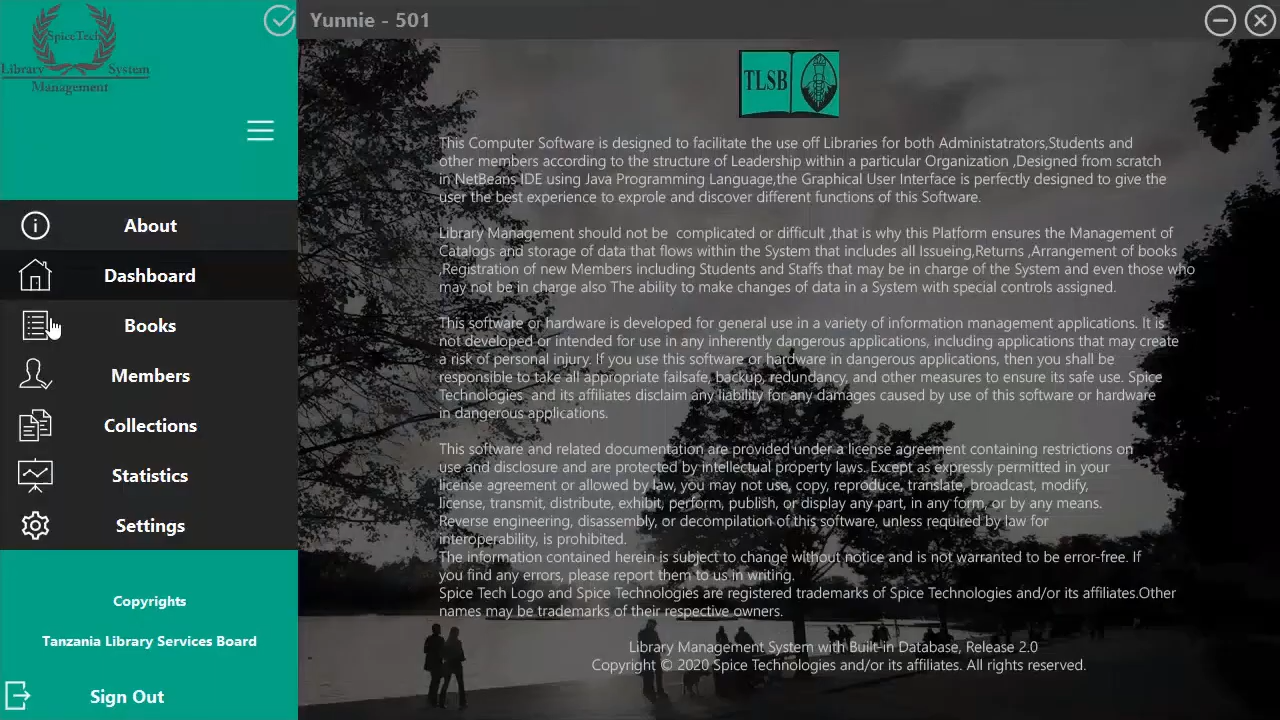 SpiceTech
Library System
Management
Yunnie - 501
About
Dashboard
Books
Members
Collections
Statistics
Settings
Copyrights
Tanzania Library Services Board
Sign Out
TLSB
This Computer Software is designed to facilitate the use off Libraries for both Administatrators,Students and
other members according to the structure of Leadership within a particular Organization ,Designed from scratch
in NetBeans IDE using Java Programming Language,the Graphical User Interface is perfectly designed to give the
user the best experience to exprole and discover different functions of this Software.
Library Management should not be  complicated or difficult ,that is why this Platform ensures the Management of
Catalogs and storage of data that flows within the System that includes all Issueing,Returns ,Arrangement of books
,Registration of new Members including Students and Staffs that may be in charge of the System and even those who
may not be in charge also The ability to make changes of data in a System with special controls assigned.
This software or hardware is developed for general use in a variety of information management applications. It is
not developed or intended for use in any inherently dangerous applications, including applications that may create
a risk of personal injury. If you use this software or hardware in dangerous applications, then you shall be
responsible to take all appropriate failsafe, backup, redundancy, and other measures to ensure its safe use. Spice
Technologies  and its affiliates disclaim any liability for any damages caused by use of this software or hardware
in dangerous applications.
This software and related documentation are provided under a license agreement containing restrictions on
use and disclosure and are protected by intellectual property laws. Except as expressly permitted in your
license agreement or allowed by law, you may not use, copy, reproduce, translate, broadcast, modify,
license, transmit, distribute, exhibit, perform, publish, or display any part, in any form, or by any means.
Reverse engineering, disassembly, or decompilation of this software, unless required by law for
interoperability, is prohibited.
The information contained herein is subject to change without notice and is not warranted to be error-free. If
you find any errors, please report them to us in writing.
Spice Tech Logo and Spice Technologies are registered trademarks of Spice Technologies and/or its affiliates.Other
names may be trademarks of their respective owners.
Library Management System with Built-in Database, Release 2.0
Copyright © 2020 Spice Technologies and/or its affiliates. All rights reserved.